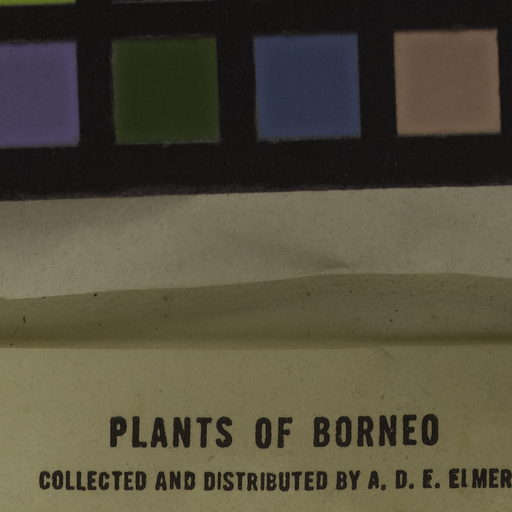 PLANTS OF BORNEO
COLLECTED AND DISTRIBUTED BY A. D. E. ELMER